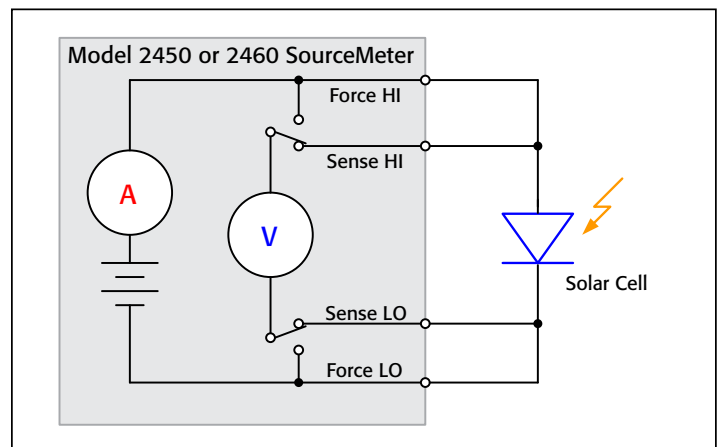 Model 2450 or 2460 SourceMeter
Force HI
Sense HI
A
V
Solar Cell
Sense LO
Force LO